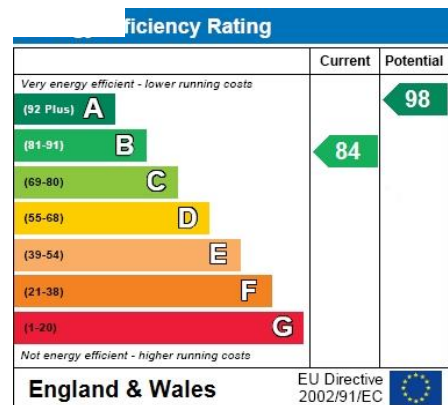 iciency Rating
Current Potential
Very energy efficient - lower running costs
(92 Plus) A
98
(81-91) B
84
(69-80) C
(55-68) D
(39-54) E
(21-38) F
(1-20) G
Not energy efficient - higher running costs
England & Wales
EU Directive
2002/91/EC